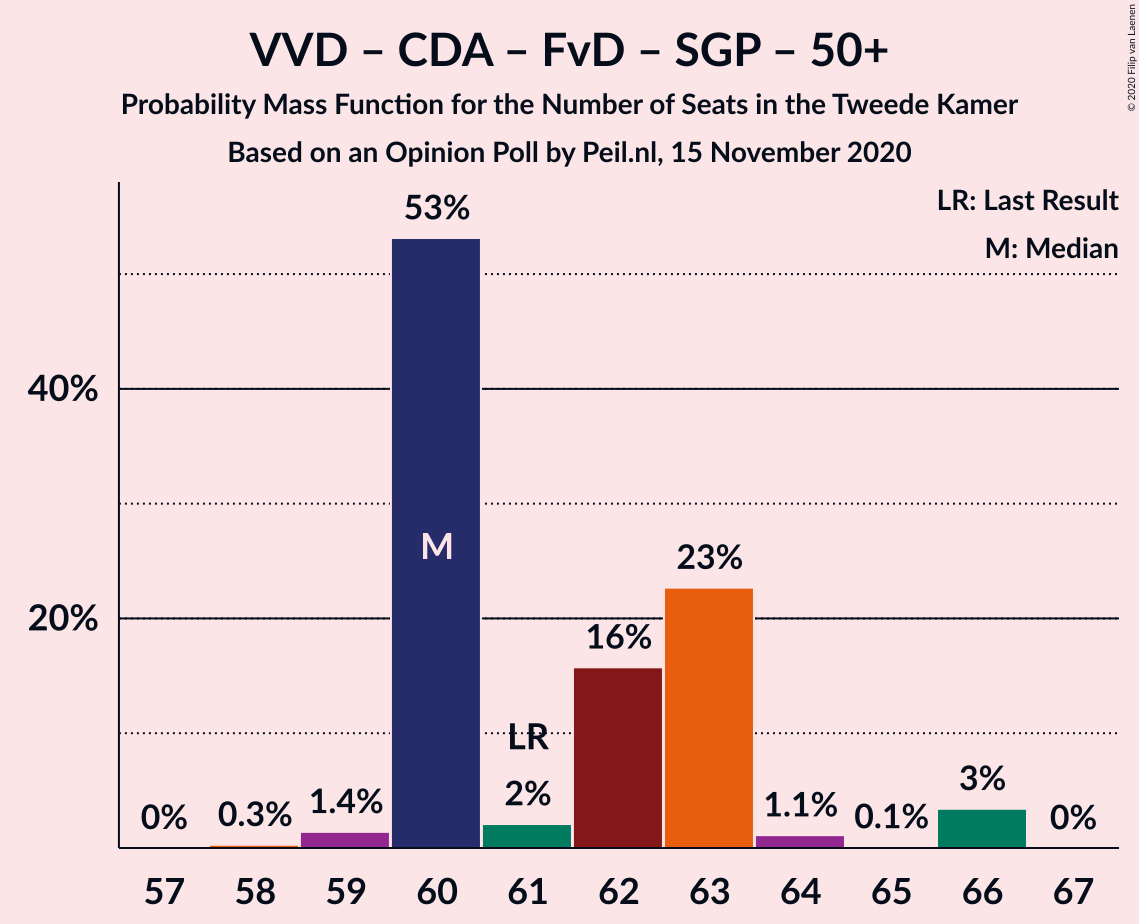 VVD – CDA – FvD – SGP – 50+
Probability Mass Function for the Number of Seats in the Tweede Kamer
Based on an Opinion Poll by Peil.nl, 15 November 2020
© 2020 Filip van Laenen
LR: Last Result
M: Median
53%
40%
M
23%
20%
16%
LR
2%
3%
0%
0.3%
1.4%
1.1%
0.1%
0%
57 58 59 60 61 62 63 64 65 66 67